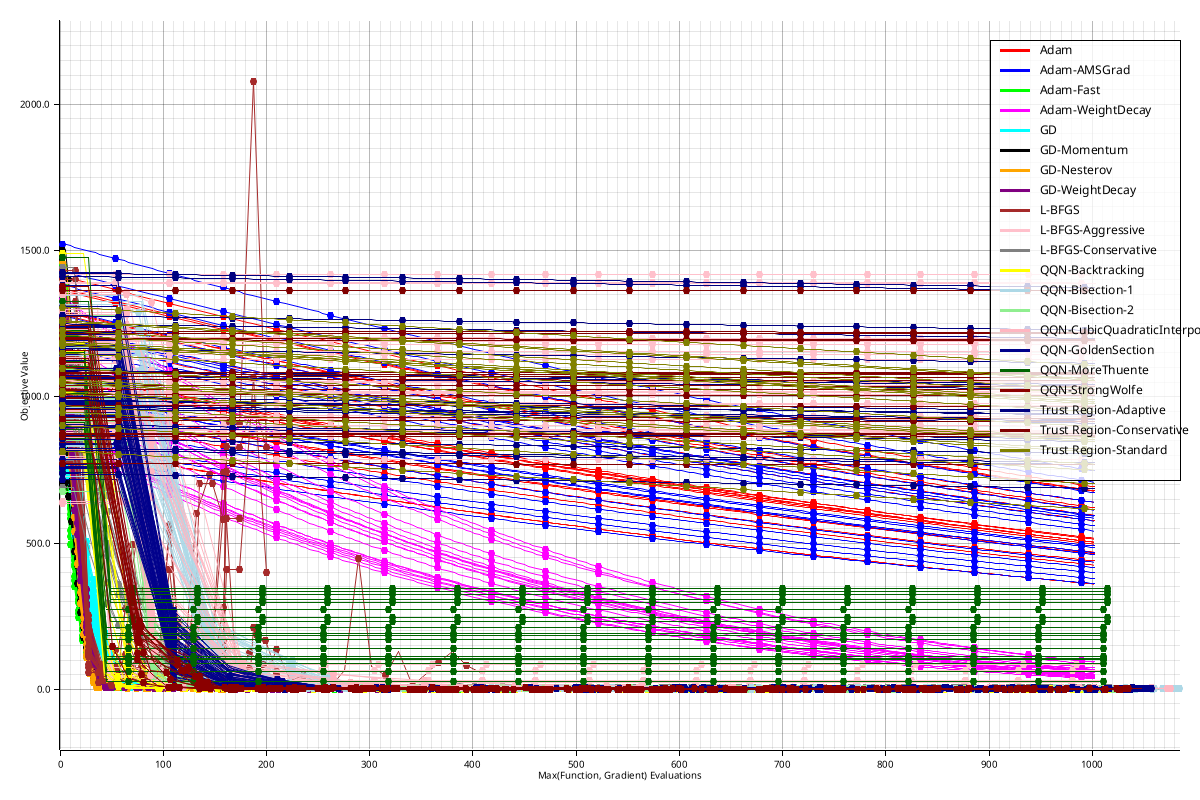 2000.0
1500.0
1000.0
500.0
0.0
Objective Value
0 100 200 300 400 500 600 700 800 900 1000
Max(Function, Gradient) Evaluations
Adam
Adam-AMSGrad
Adam-Fast
Adam-WeightDecay
GD
GD-Momentum
GD-Nesterov
GD-WeightDecay
L-BFGS
L-BFGS-Aggressive
L-BFGS-Conservative
QQN-Backtracking
QQN-Bisection-1
QQN-Bisection-2
QQN-CubicQuadraticInterpo
QQN-GoldenSection
QQN-MoreThuente
QQN-StrongWolfe
Trust Region-Adaptive
Trust Region-Conservative
Trust Region-Standard